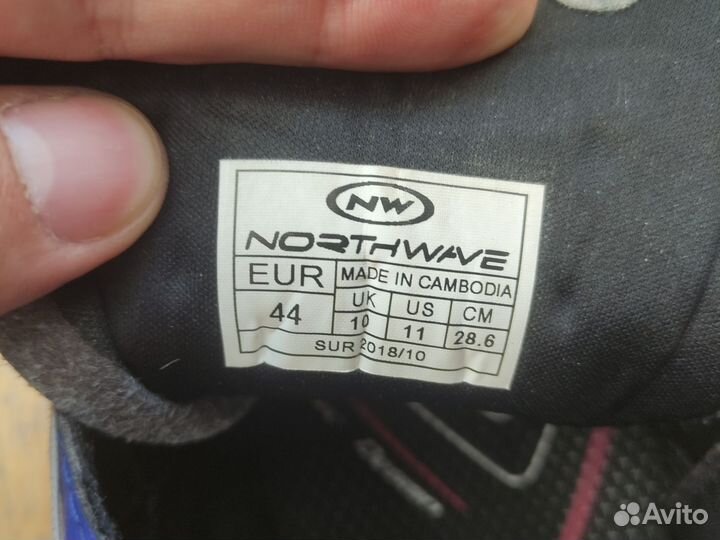 NW
NORTHWAVE
EUR MADE IN CAMBODIA
44 UK US CM
10 11 28.6
SUR 2018/10
Avito